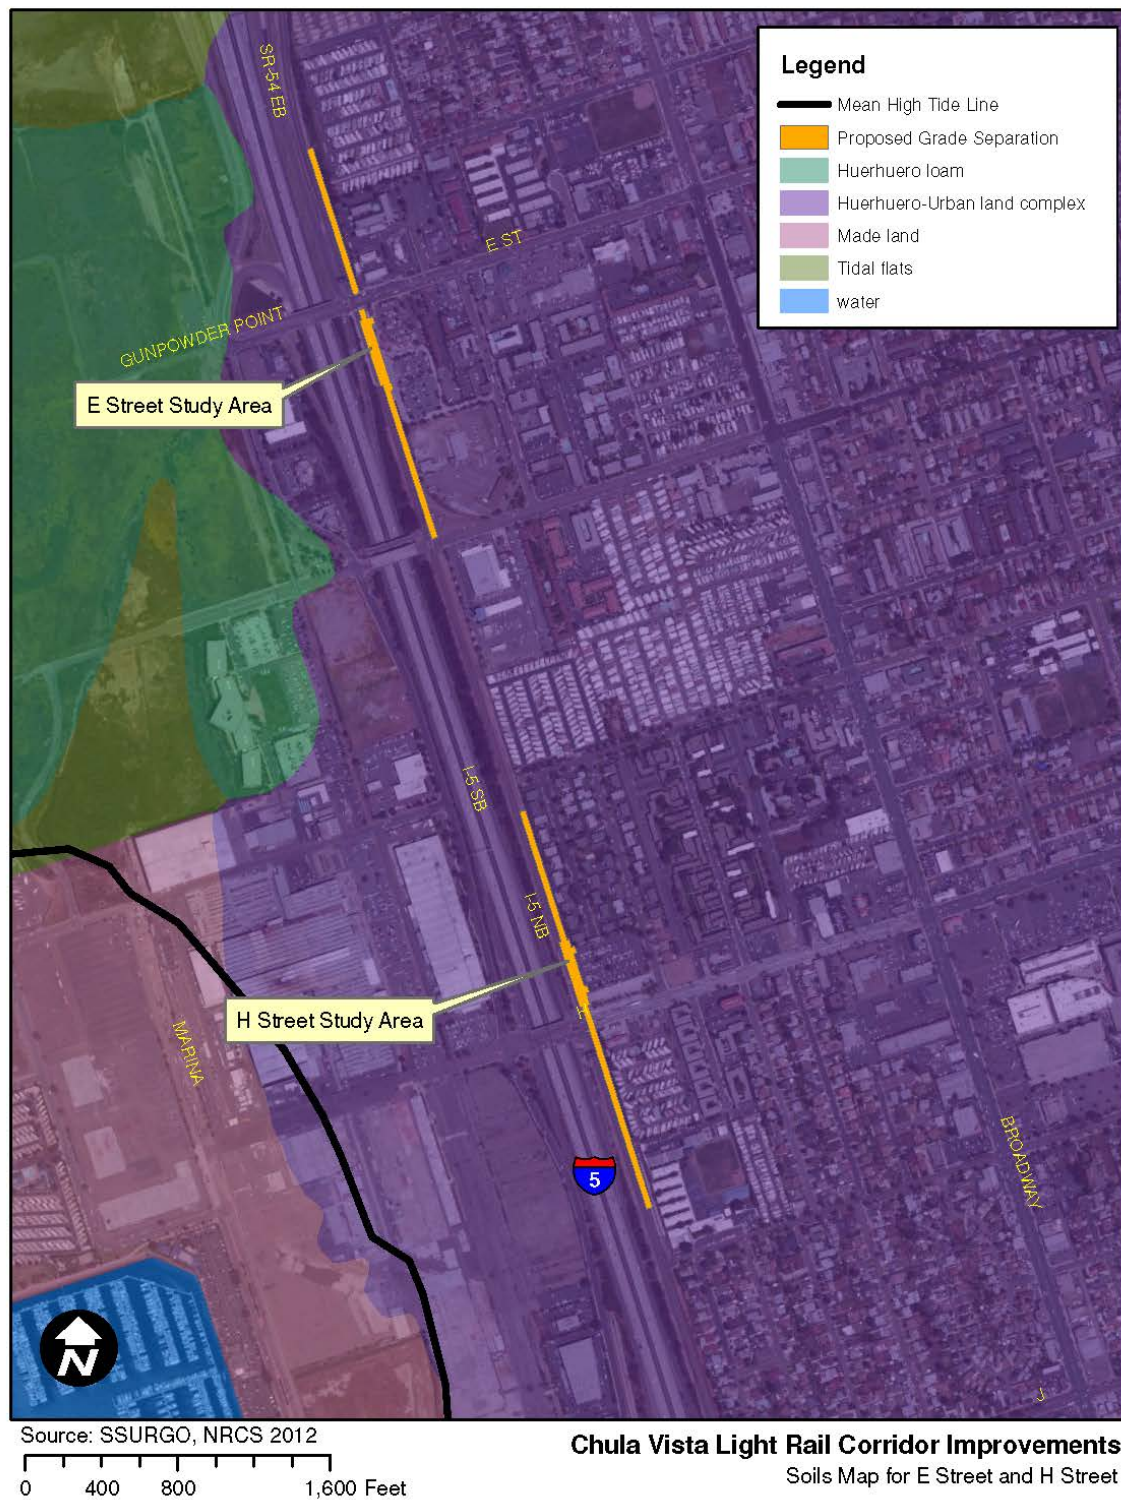 SR-54 EB
Legend
Mean High Tide Line
Proposed Grade Separation
Huerhuero loam
Huerhuero-Urban land complex
Made land
Tidal flats
water
E ST
GUNPOWDER POINT
E Street Study Area
I-5 SB
I-5 NB
H Street Study Area
H
MARINA
5
BROADWAY
J
N
Source: SSURGO, NRCS 2012
0 400 800 1,600 Feet
Chula Vista Light Rail Corridor Improvements
Soils Map for E Street and H Street